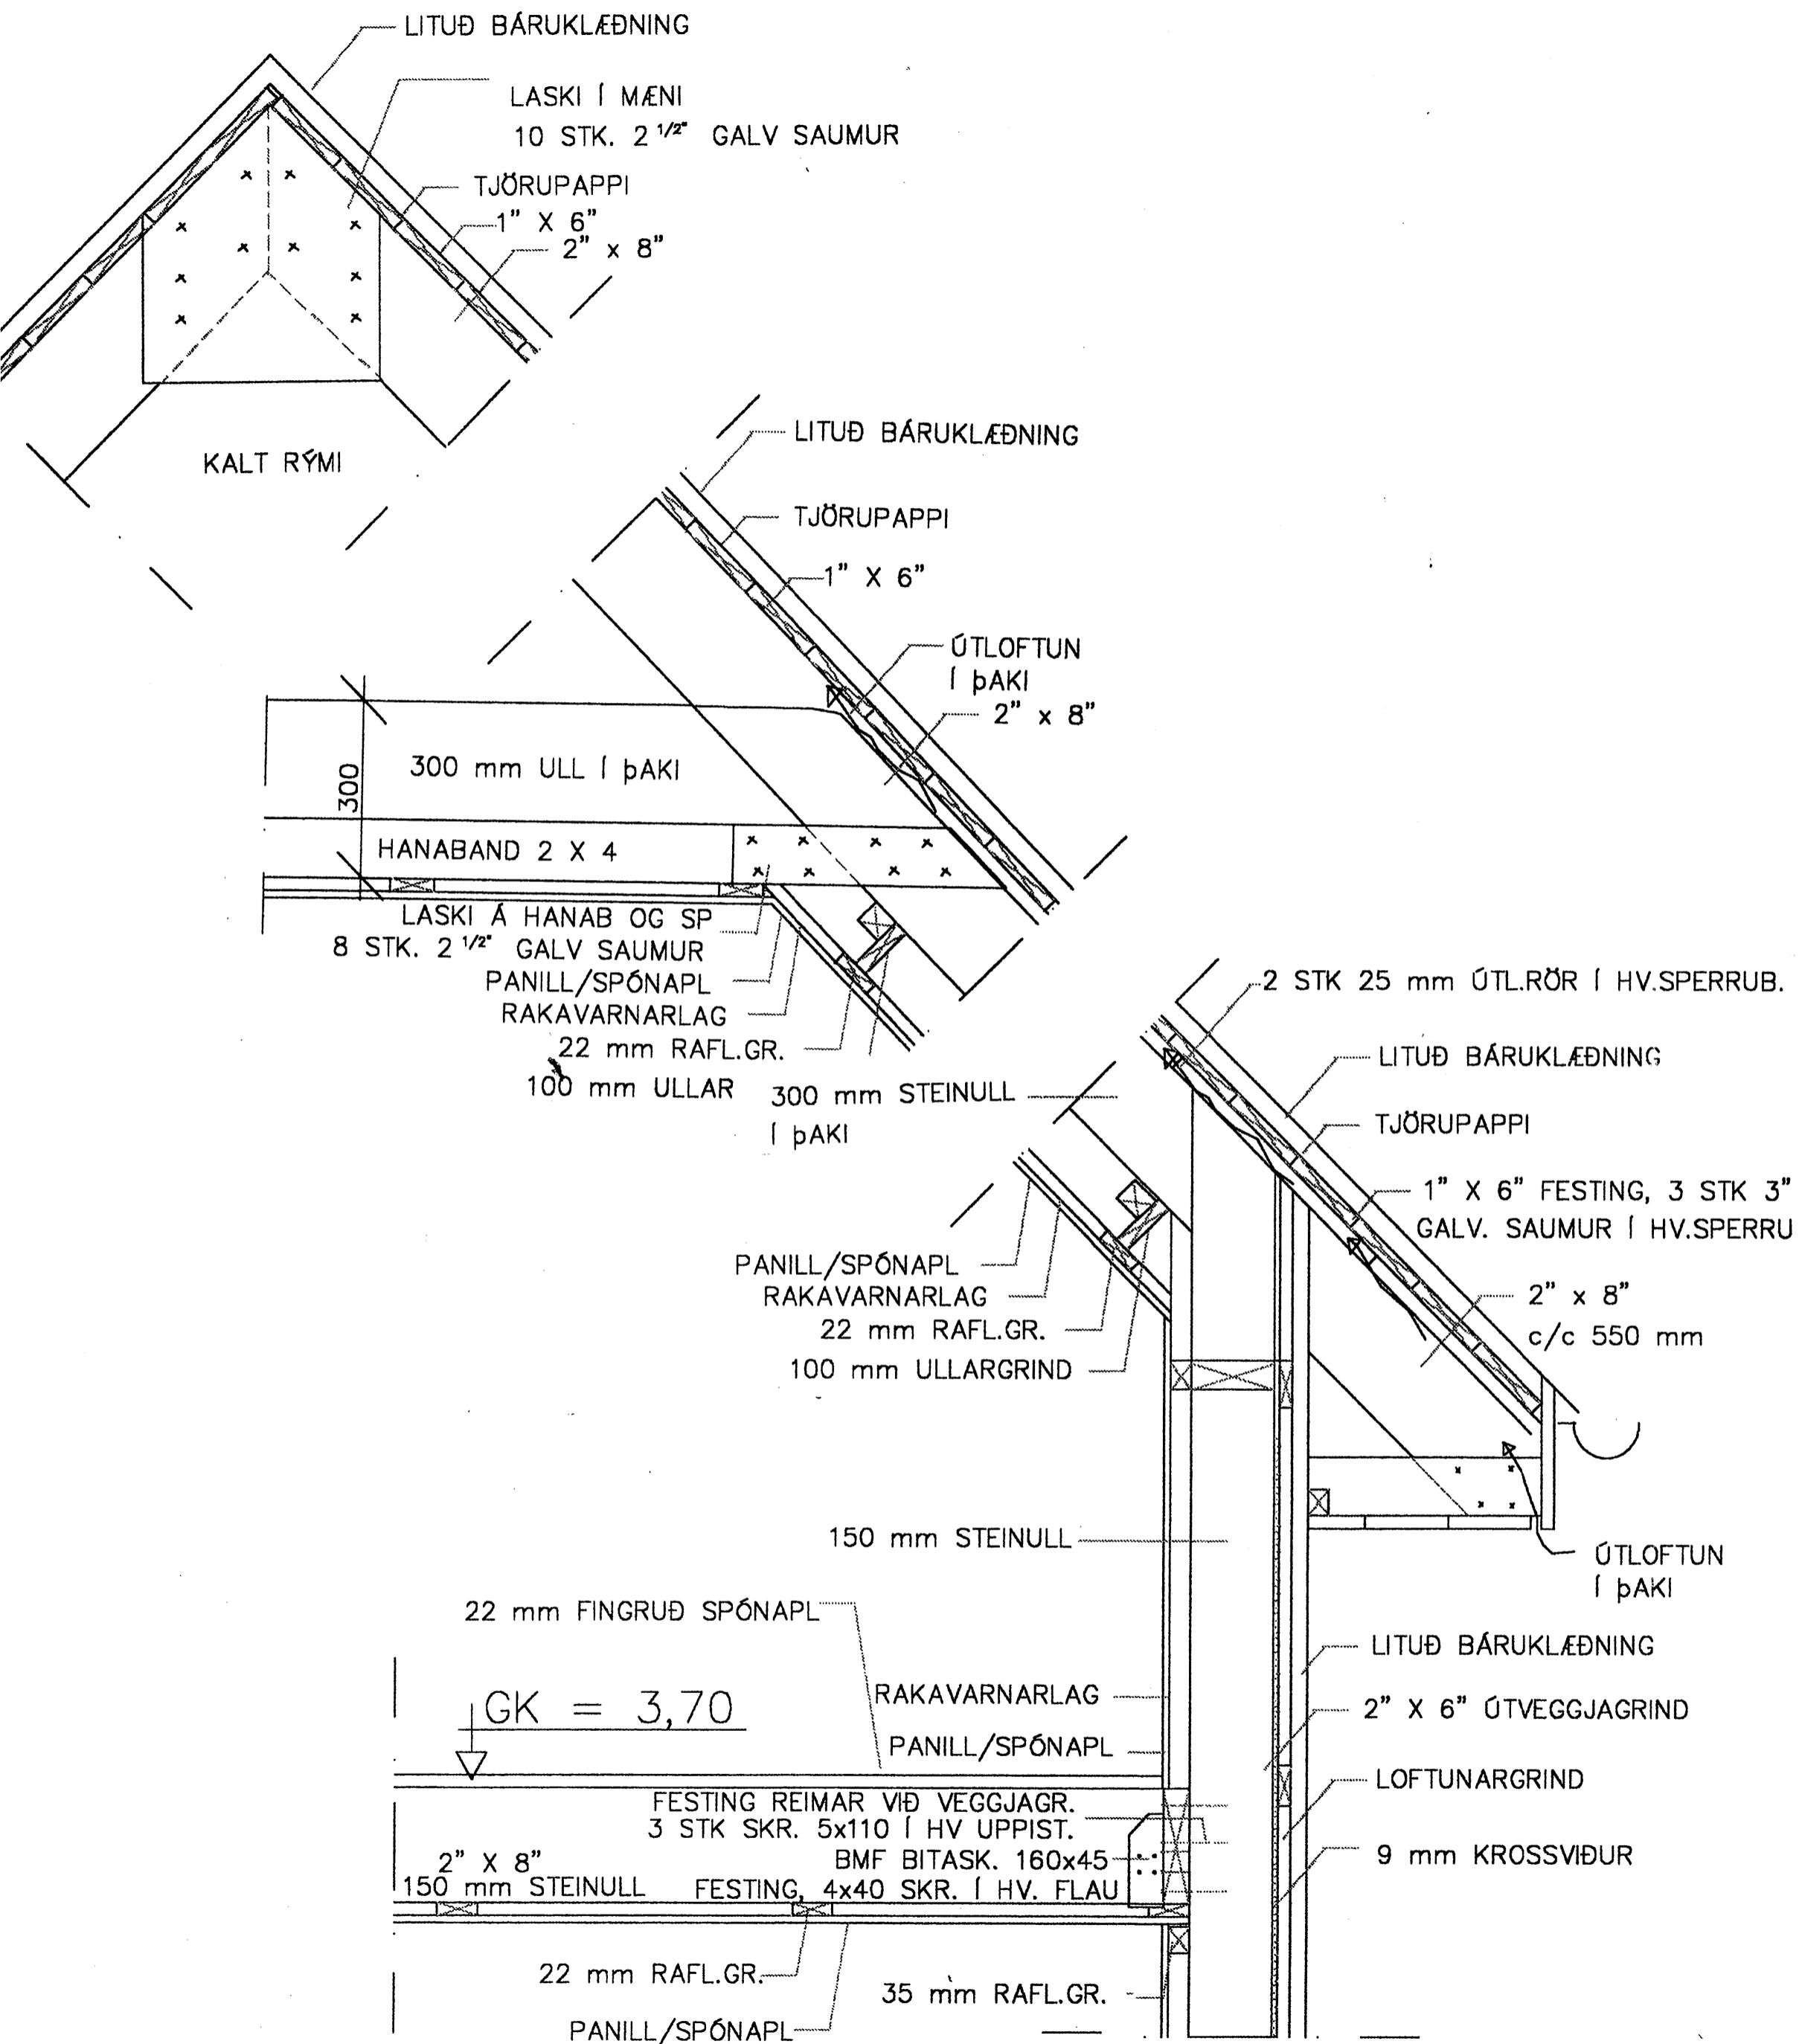 LITUÐ BÁRUKLÆÐNING
LASKI Í MÆNI
10 STK. 2 1/2" GALV SAUMUR
TJÖRUPAPPI
1" X 6"
2" x 8"
KALT RÝMI
LITUÐ BÁRUKLÆÐNING
TJÖRUPAPPI
1" X 6"
ÚTLOFTUN
Í ÞAKI
2" x 8"
300
300 mm ULL Í ÞAKI
HANABAND 2 X 4
LASKI Á HANAB OG SP
8 STK. 2 1/2" GALV SAUMUR
PANILL/SPÓNAPL
RAKAVARNARLAG
22 mm RAFL.GR.
100 mm ULLAR
300 mm STEINULL
Í ÞAKI
2 STK 25 mm ÚTL.RÖR Í HV.SPERRUB.
LITUÐ BÁRUKLÆÐNING
TJÖRUPAPPI
1" X 6" FESTING, 3 STK 3"
GALV. SAUMUR Í HV.SPERRU
PANILL/SPÓNAPL
RAKAVARNARLAG
22 mm RAFL.GR.
100 mm ULLARGRIND
2" x 8"
c/c 550 mm
150 mm STEINULL
ÚTLOFTUN
Í ÞAKI
22 mm FINGRUÐ SPÓNAPL
LITUÐ BÁRUKLÆÐNING
RAKAVARNARLAG
GK = 3,70
2" X 6" ÚTVEGGJAGRIND
PANILL/SPÓNAPL
LOFTUNARGRIND
FESTING REIMAR VIÐ VEGGJAGR.
3 STK SKR. 5x110 Í HV UPPIST.
9 mm KROSSVIÐUR
2" X 8"
BMF BITASK. 160x45
150 mm STEINULL
FESTING, 4x40 SKR. Í HV. FLAU
22 mm RAFL.GR.
35 mm RAFL.GR.
PANILL/SPÓNAPL